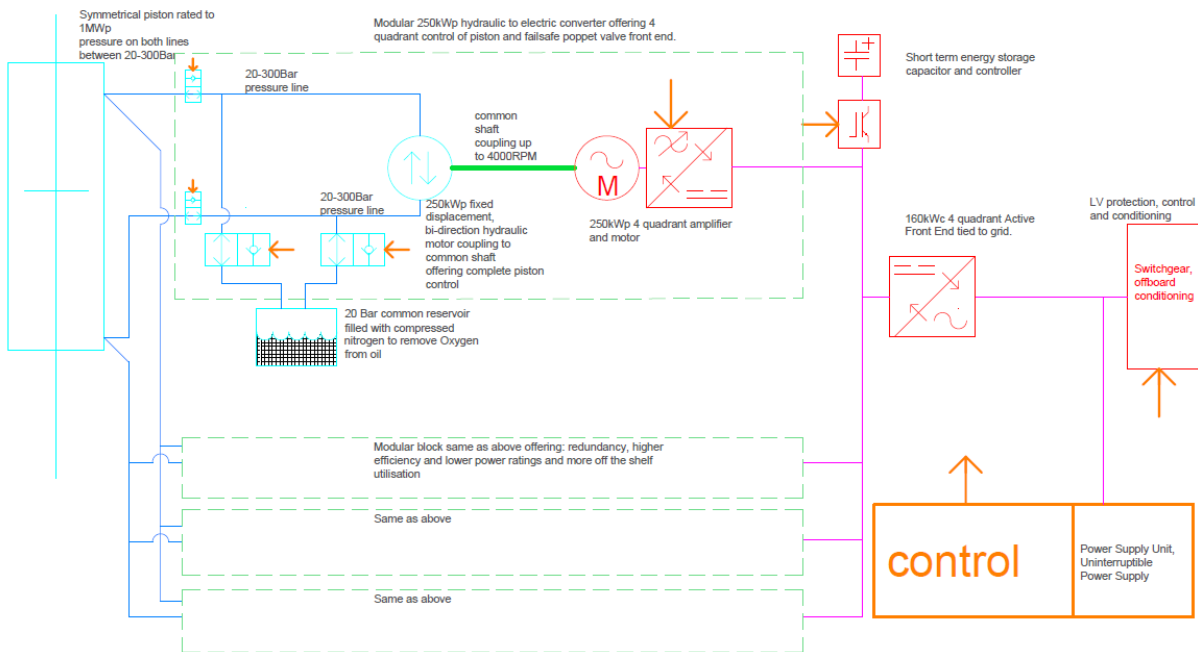 Symmetrical piston rated to
1MWp
pressure on both lines
between 20-300Bar
Modular 250kWp hydraulic to electric converter offering 4
quadrant control of piston and failsafe poppet valve front end.
Short term energy storage
capacitor and controller
20-300Bar
pressure line
common
shaft
coupling up
to 4000RPM
M
20-300Bar
pressure line
250kWp fixed
displacement,
bi-direction hydraulic
motor coupling to
common shaft
offering complete piston
control
250kWp 4 quadrant amplifier
and motor
160kWc 4 quadrant Active
Front End tied to grid.
LV protection, control
and conditioning
Switchgear,
offboard
conditioning
20 Bar common reservoir
filled with compressed
nitrogen to remove Oxygen
from oil
Modular block same as above offering: redundancy, higher
efficiency and lower power ratings and more off the shelf
utilisation
Same as above
Same as above
control
Power Supply Unit,
Uninterruptible
Power Supply